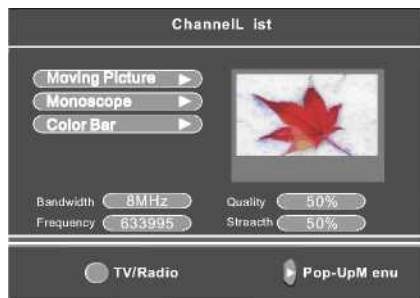 ChannelL ist
Moving Picture
Monoscope
Color Bar
Bandwidth 8MHz
Quality 50%
Frequency 633995
Streacth 50%
TV/Radio
Pop-UpM enu